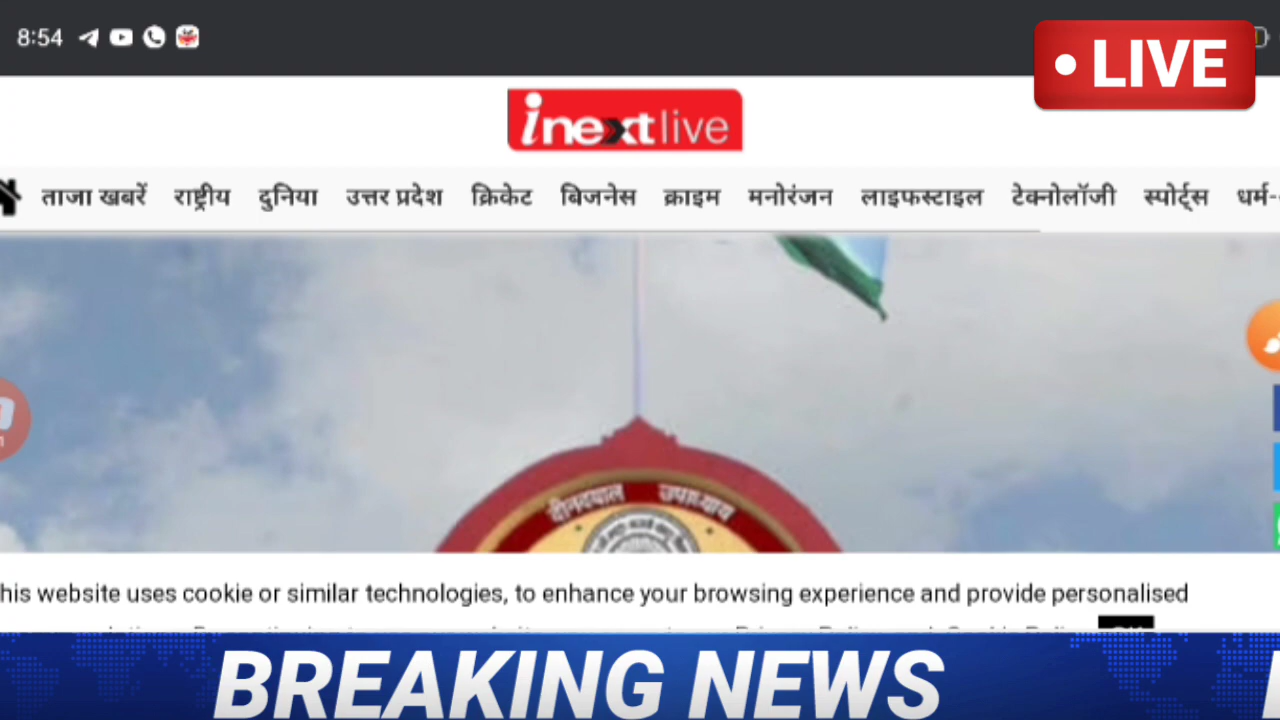 8:54
LIVE
inextlive
ताजा खबरें राष्ट्रीय दुनिया उत्तर प्रदेश क्रिकेट बिजनेस क्राइम मनोरंजन लाइफस्टाइल टेक्नोलॉजी स्पोर्ट्स धर्म-
दीनदयाल उपाध्याय
his website uses cookie or similar technologies, to enhance your browsing experience and provide personalised
BREAKING NEWS